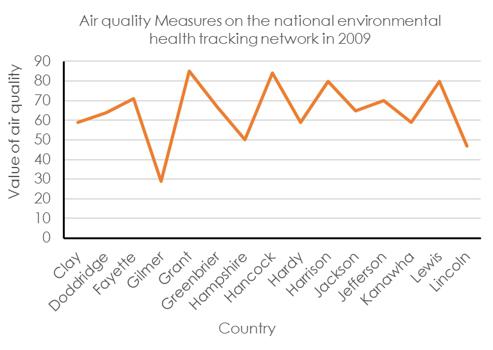 Air quality Measures on the national environmental
health tracking network in 2009
Value of air quality
90
80
70
60
50
40
30
20
10
0
Clay
Doddridge
Fayette
Gilmer
Grant
Greenbrier
Hampshire
Hancock
Hardy
Harrison
Jackson
Jefferson
Kanawha
Lewis
Lincoln
Country